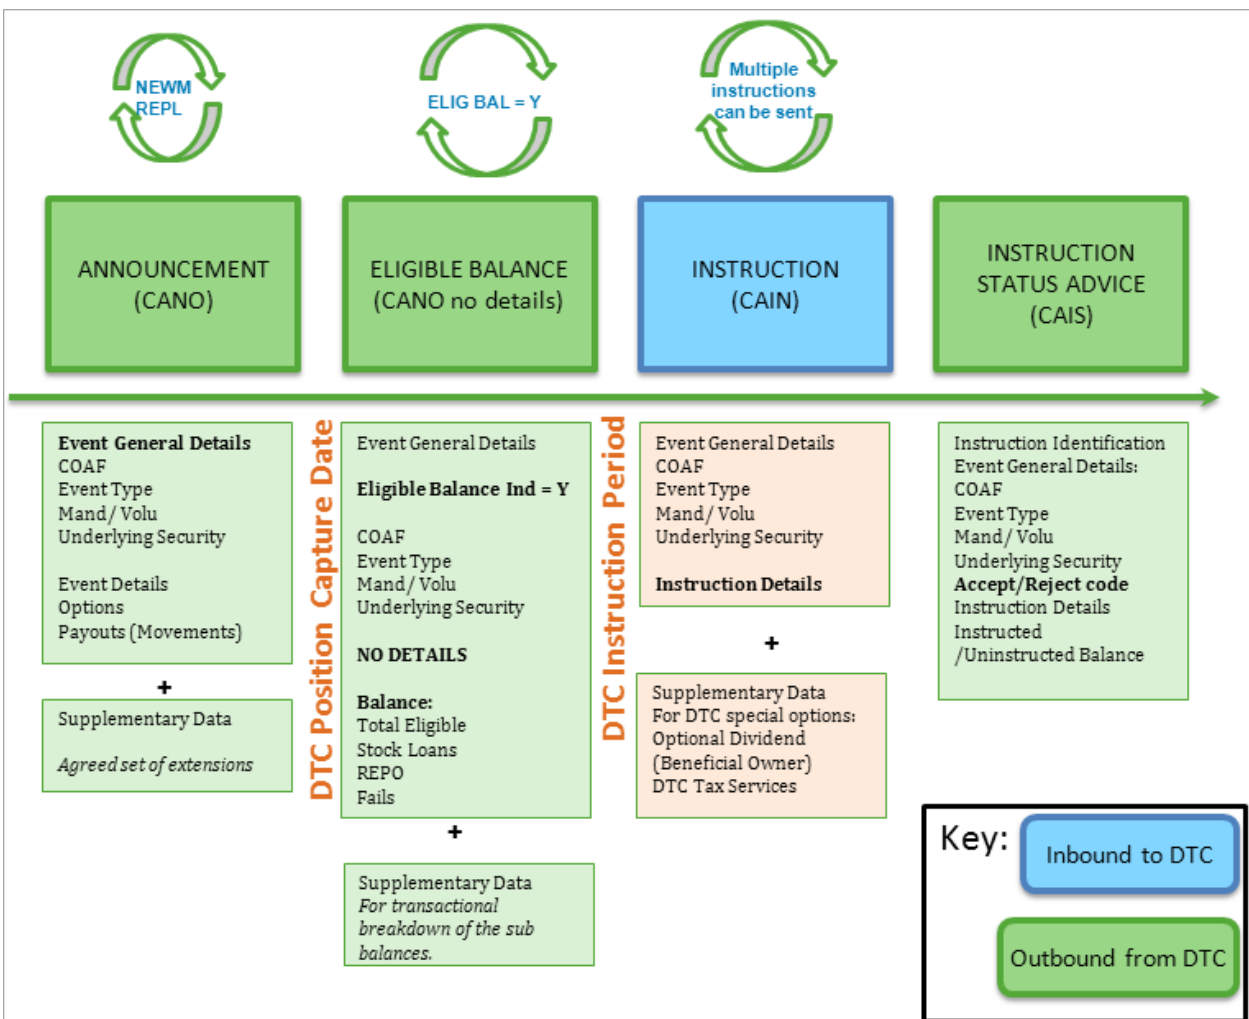 NEWM
REPL
ELIG BAL = Y
Multiple
instructions
can be sent
ANNOUNCEMENT
(CANO)
ELIGIBLE BALANCE
(CANO no details)
INSTRUCTION
(CAIN)
INSTRUCTION
STATUS ADVICE
(CAIS)
Event General Details
COAF
Event Type
Mand/ Volu
Underlying Security
Event Details
Options
Payouts (Movements)
+
Supplementary Data
Agreed set of extensions
DTC Position Capture Date
Event General Details
Eligible Balance Ind = Y
COAF
Event Type
Mand/ Volu
Underlying Security
NO DETAILS
Balance:
Total Eligible
Stock Loans
REPO
Fails
+
Supplementary Data
For transactional
breakdown of the sub
balances.
DTC Instruction Period
Event General Details
COAF
Event Type
Mand/ Volu
Underlying Security
Instruction Details
+
Supplementary Data
For DTC special options:
Optional Dividend
(Beneficial Owner)
DTC Tax Services
Instruction Identification
Event General Details:
COAF
Event Type
Mand/ Volu
Underlying Security
Accept/Reject code
Instruction Details
Instructed
/Uninstructed Balance
Key:
Inbound to DTC
Outbound from DTC